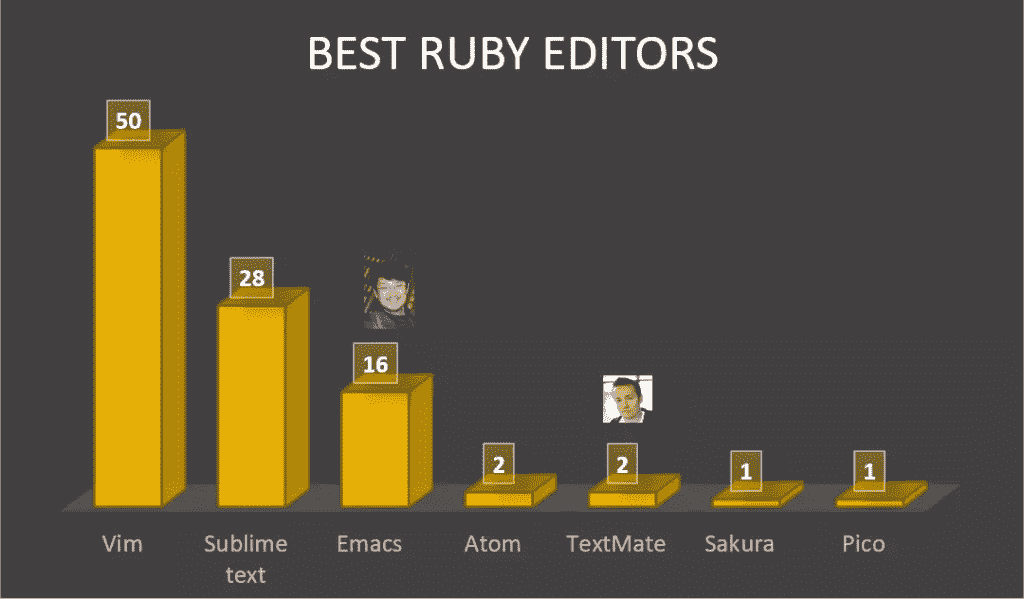 BEST RUBY EDITORS
50
28
16
2
2
1
1
Vim
Sublime
text
Emacs
Atom
TextMate
Sakura
Pico